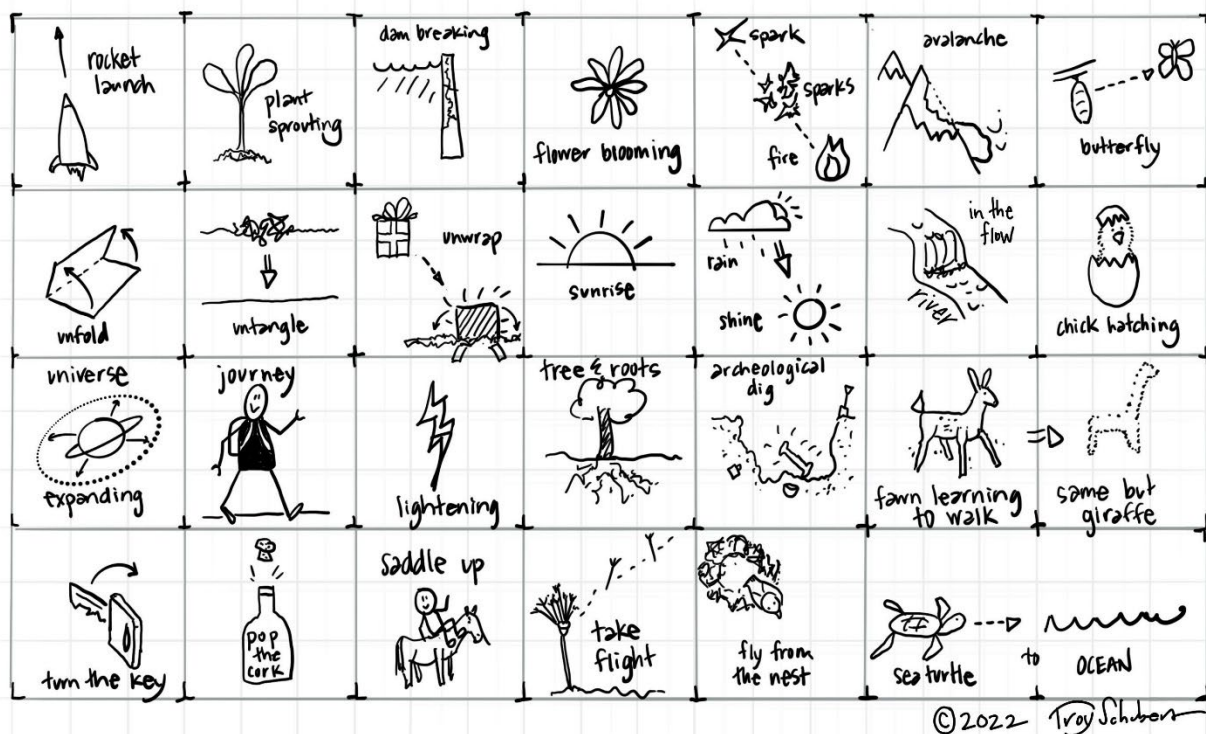 rocket
launch
plant
sprouting
dam breaking
flower blooming
spark
sparks
fire
avalanche
butterfly
unfold
untangle
unwrap
sunrise
rain
shine
in the
flow
river
chick hatching
universe
expanding
journey
lightening
tree & roots
archeological
dig
fawn learning
to walk
same but
giraffe
turn the key
pop
the
cork
saddle up
take
flight
fly from
the nest
sea turtle
to
OCEAN
© 2022 Troy